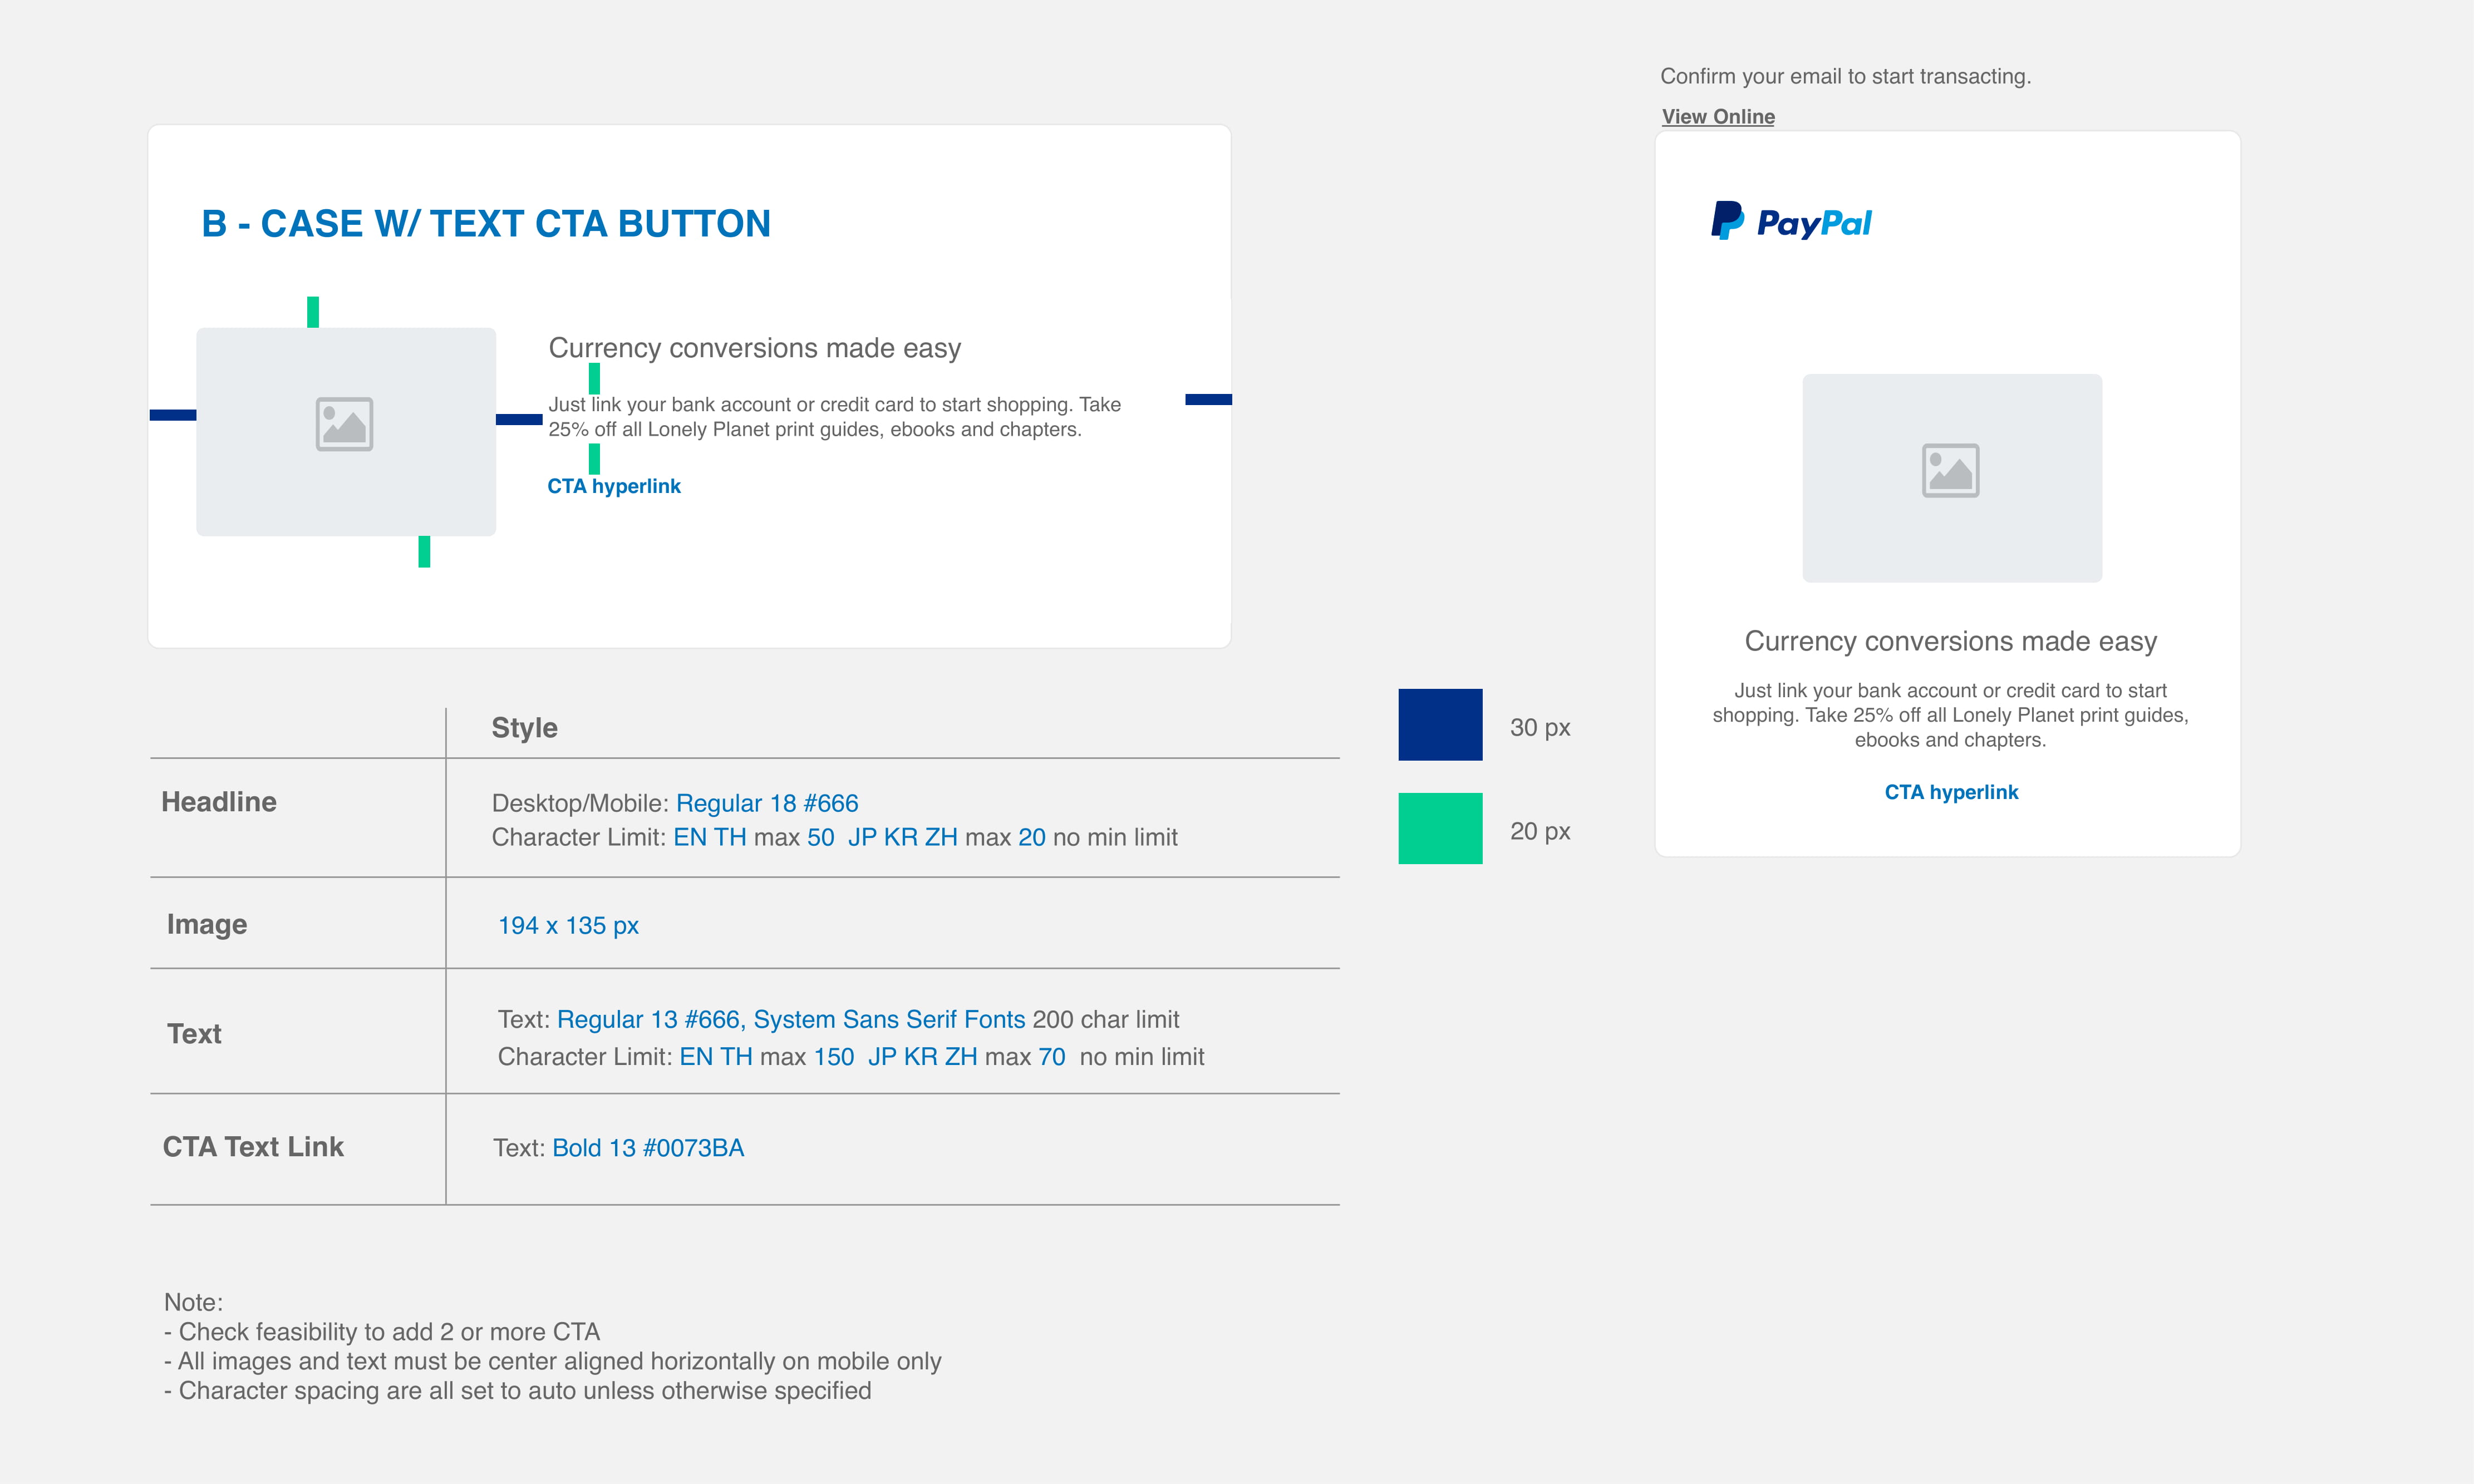 Confirm your email to start transacting.
View Online
B - CASE W/ TEXT CTA BUTTON
Currency conversions made easy
Just link your bank account or credit card to start shopping. Take
25% off all Lonely Planet print guides, ebooks and chapters.
CTA hyperlink
PayPal
Currency conversions made easy
Just link your bank account or credit card to start
shopping. Take 25% off all Lonely Planet print guides,
ebooks and chapters.
CTA hyperlink
30 px
20 px
Style
Headline
Desktop/Mobile: Regular 18 #666
Character Limit: EN TH max 50  JP KR ZH max 20 no min limit
Image
194 x 135 px
Text
Text: Regular 13 #666, System Sans Serif Fonts 200 char limit
Character Limit: EN TH max 150  JP KR ZH max 70  no min limit
CTA Text Link
Text: Bold 13 #0073BA
Note:
- Check feasibility to add 2 or more CTA
- All images and text must be center aligned horizontally on mobile only
- Character spacing are all set to auto unless otherwise specified